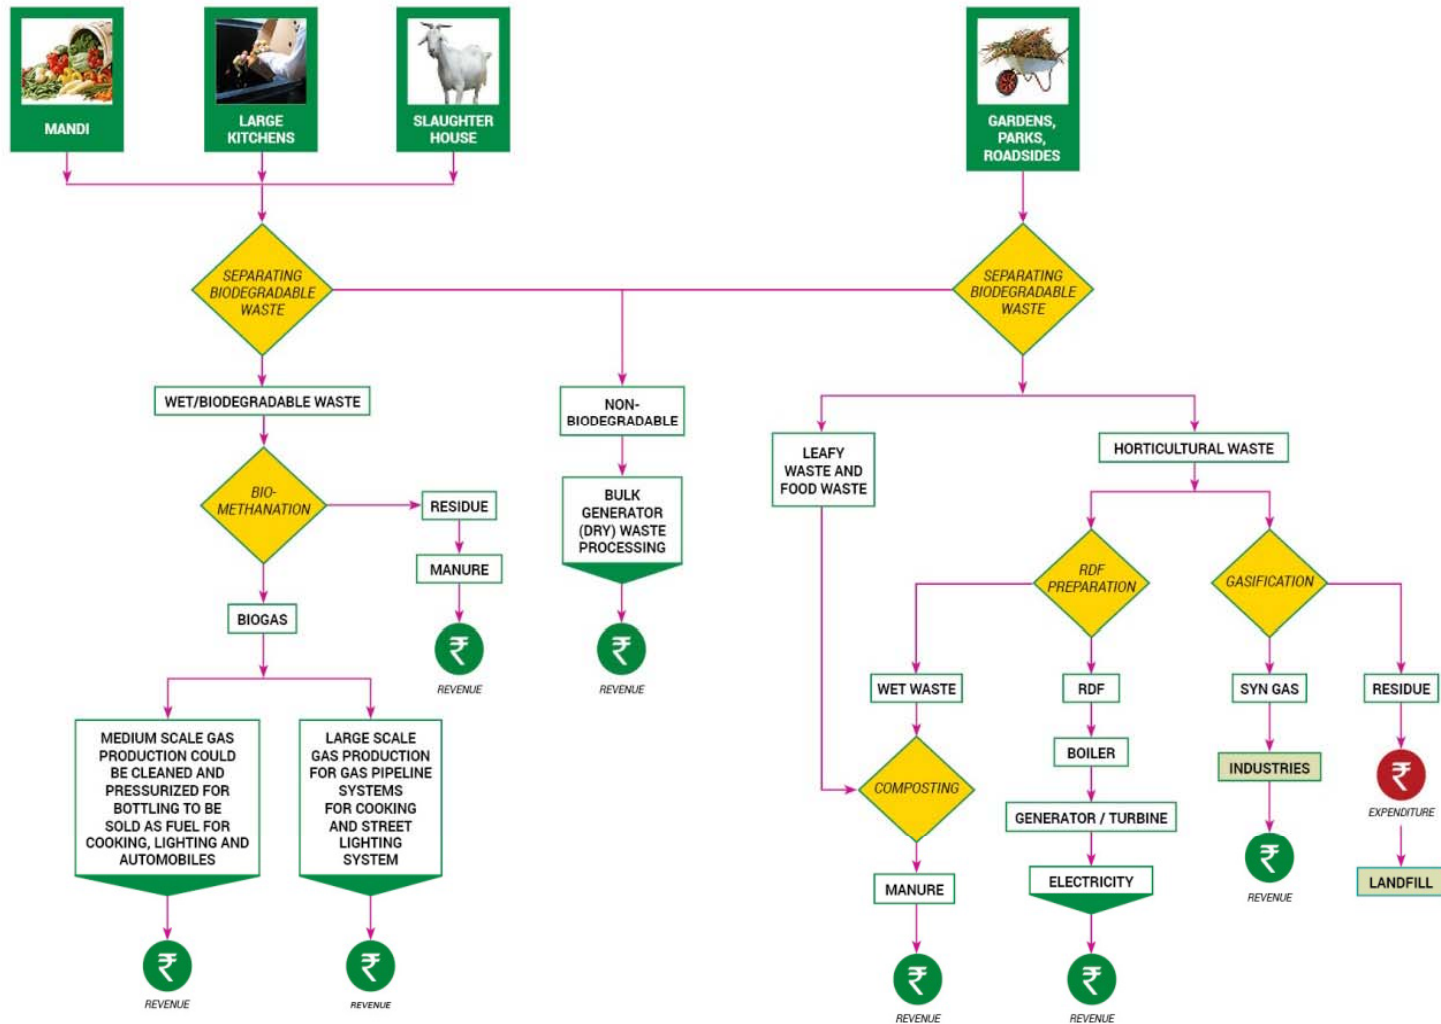 MANDI
LARGE
KITCHENS
SLAUGHTER
HOUSE
GARDENS,
PARKS,
ROADSIDES
SEPARATING
BIODEGRADABLE
WASTE
SEPARATING
BIODEGRADABLE
WASTE
WET/BIODEGRADABLE WASTE
NON-
BIODEGRADABLE
LEAFY
WASTE AND
FOOD WASTE
HORTICULTURAL WASTE
BIO-
METHANATION
RESIDUE
MANURE
₹
REVENUE
BULK
GENERATOR
(DRY) WASTE
PROCESSING
₹
REVENUE
RDF
PREPARATION
GASIFICATION
BIOGAS
MEDIUM SCALE GAS
PRODUCTION COULD
BE CLEANED AND
PRESSURIZED FOR
BOTTLING TO BE
SOLD AS FUEL FOR
COOKING, LIGHTING AND
AUTOMOBILES
₹
REVENUE
LARGE SCALE
GAS PRODUCTION
FOR GAS PIPELINE
SYSTEMS
FOR COOKING
AND STREET
LIGHTING
SYSTEM
₹
REVENUE
WET WASTE
COMPOSTING
MANURE
₹
REVENUE
RDF
BOILER
GENERATOR / TURBINE
ELECTRICITY
₹
REVENUE
SYN GAS
INDUSTRIES
₹
REVENUE
RESIDUE
₹
EXPENDITURE
LANDFILL